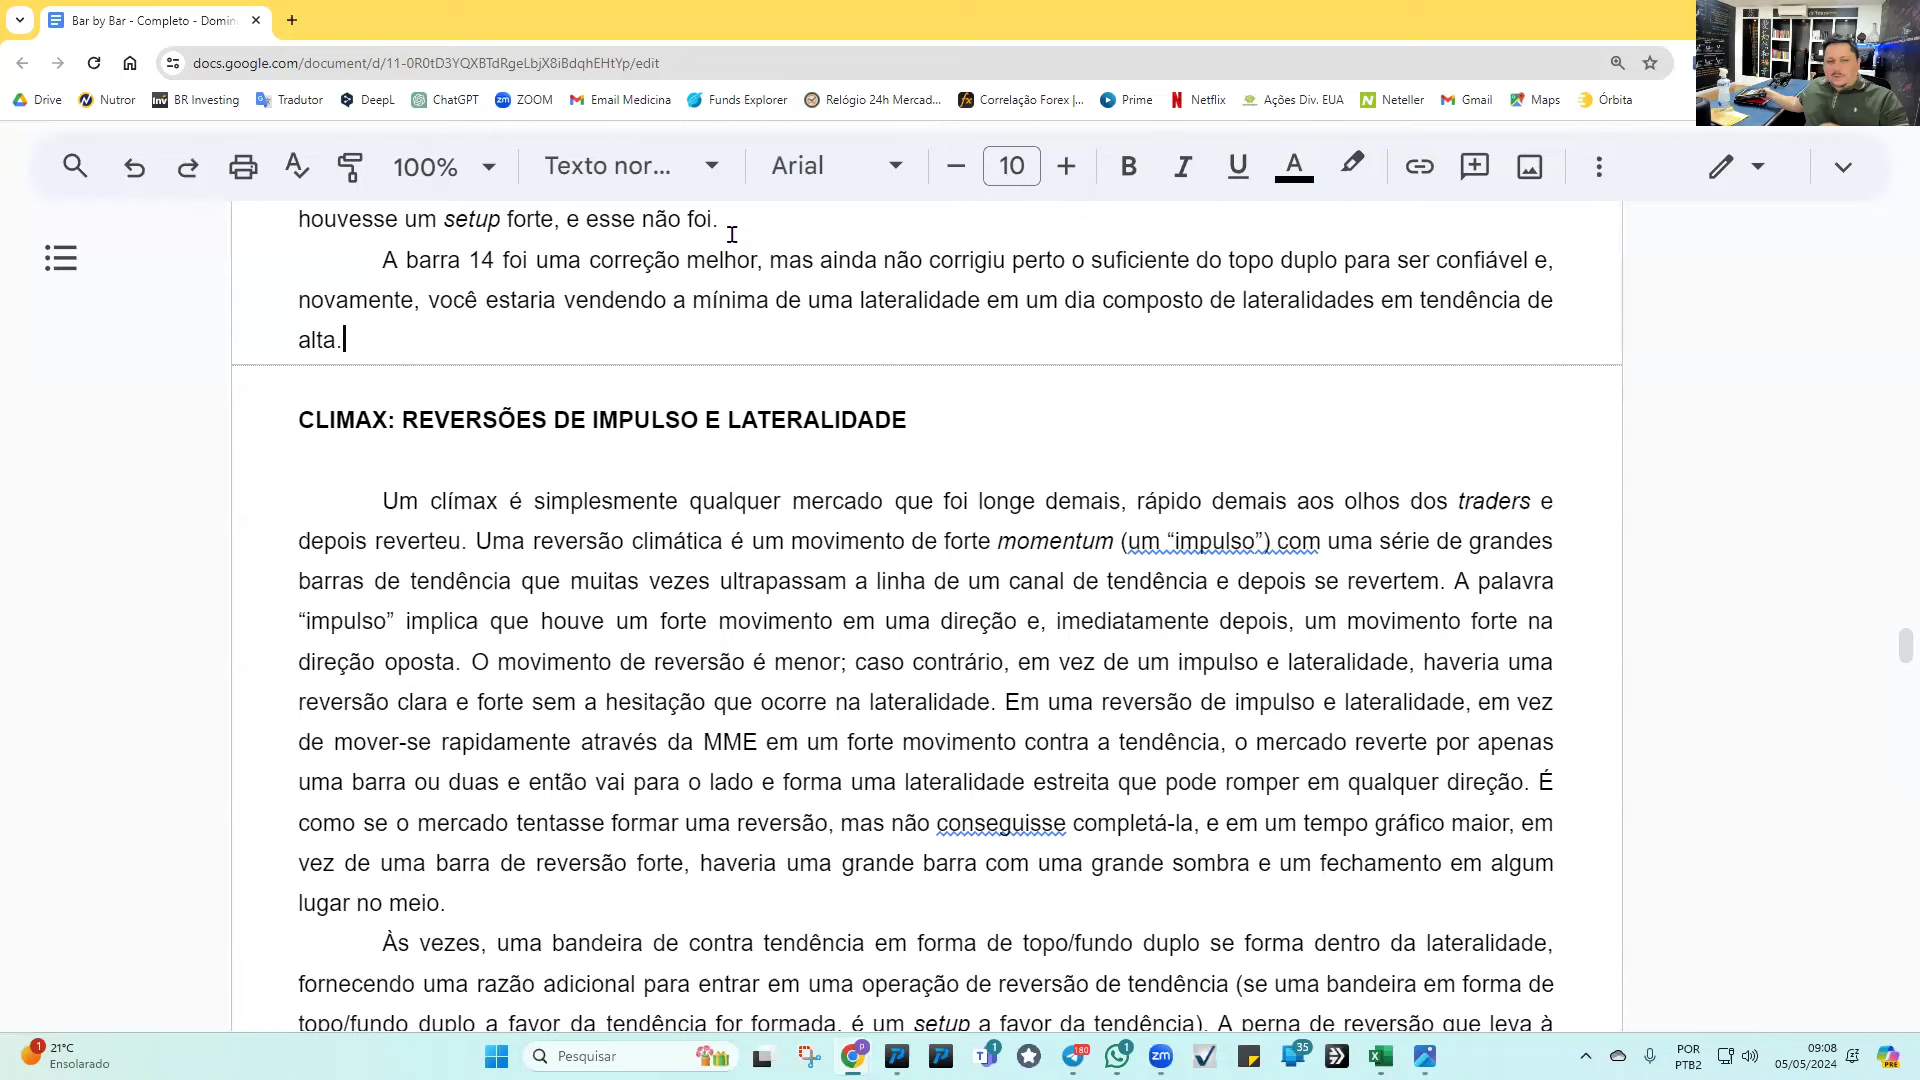 Bar by Bar - Completo - Domin
docs.google.com/document/d/11-0R0tD3YQXBTdRgeLbjX8iBdqhEHtYp/edit
Drive Nutror BR Investing Tradutor DeepL ChatGPT ZOOM Email Medicina Funds Explorer Relógio 24h Mercad... Correlação Forex |... Prime Netflix Ações Div. EUA Neteller Gmail Maps Órbita
100% Texto nor... Arial 10
houvesse um setup forte, e esse não foi.
A barra 14 foi uma correção melhor, mas ainda não corrigiu perto o suficiente do topo duplo para ser confiável e,
novamente, você estaria vendendo a mínima de uma lateralidade em um dia composto de lateralidades em tendência de
alta.
CLIMAX: REVERSÕES DE IMPULSO E LATERALIDADE
Um clímax é simplesmente qualquer mercado que foi longe demais, rápido demais aos olhos dos traders e
depois reverteu. Uma reversão climática é um movimento de forte momentum (um “impulso”) com uma série de grandes
barras de tendência que muitas vezes ultrapassam a linha de um canal de tendência e depois se revertem. A palavra
“impulso” implica que houve um forte movimento em uma direção e, imediatamente depois, um movimento forte na
direção oposta. O movimento de reversão é menor; caso contrário, em vez de um impulso e lateralidade, haveria uma
reversão clara e forte sem a hesitação que ocorre na lateralidade. Em uma reversão de impulso e lateralidade, em vez
de mover-se rapidamente através da MME em um forte movimento contra a tendência, o mercado reverte por apenas
uma barra ou duas e então vai para o lado e forma uma lateralidade estreita que pode romper em qualquer direção. É
como se o mercado tentasse formar uma reversão, mas não conseguisse completá-la, e em um tempo gráfico maior, em
vez de uma barra de reversão forte, haveria uma grande barra com uma grande sombra e um fechamento em algum
lugar no meio.
Às vezes, uma bandeira de contra tendência em forma de topo/fundo duplo se forma dentro da lateralidade,
fornecendo uma razão adicional para entrar em uma operação de reversão de tendência (se uma bandeira em forma de
topo/fundo duplo a favor da tendência for formada, é um setup a favor da tendência). A perna de reversão que leva à
21°C
Ensolarado
Pesquisar
POR
PTB2
09:08
05/05/2024